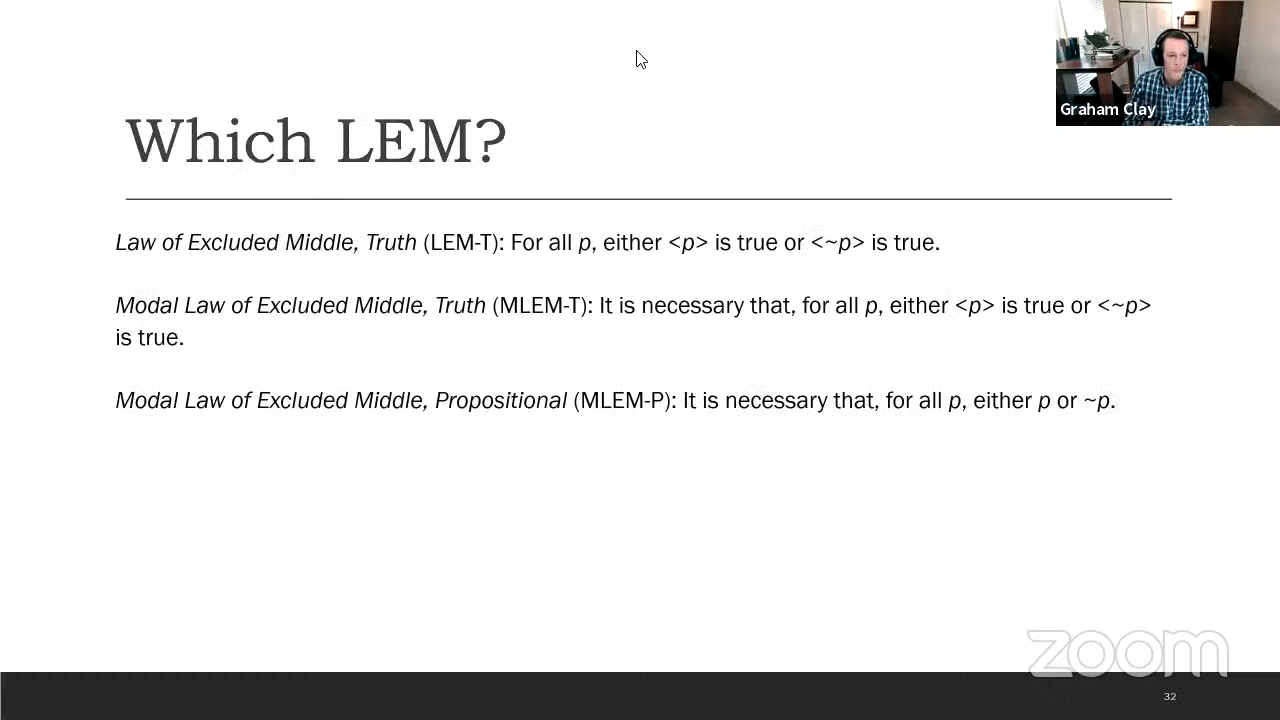 Graham Clay
Which LEM?
Law of Excluded Middle, Truth (LEM-T): For all p, either <p> is true or <~p> is true.
Modal Law of Excluded Middle, Truth (MLEM-T): It is necessary that, for all p, either <p> is true or <~p>
is true.
Modal Law of Excluded Middle, Propositional (MLEM-P): It is necessary that, for all p, either p or ~p.
zoom
32